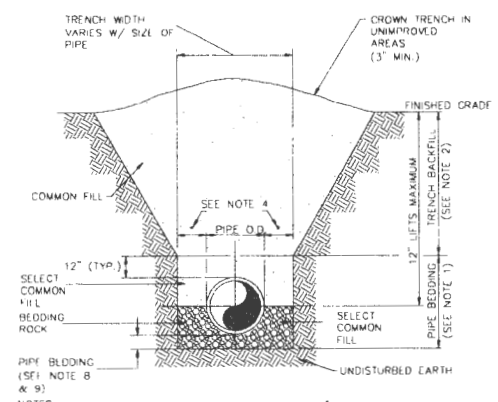 TRENCH WIDTH
VARIES W/ SIZE OF
PIPE
CROWN TRENCH IN
UNIMPROVED
AREAS
(3" MIN.)
FINISHED GRADE
COMMON FILL
SEE NOTE 4
PIPE O.D.
12" LIFTS MAXIMUM
TRENCH BACKFILL
(SEE NOTE 2)
12" (TYP.)
SELECT
COMMON
FILL
BEDDING
ROCK
SELECT
COMMON
FILL
PIPE BEDDING
(SEE NOTE 1)
PIPE BEDDING
(SEE NOTE 8
& 9)
UNDISTURBED EARTH
NOTES